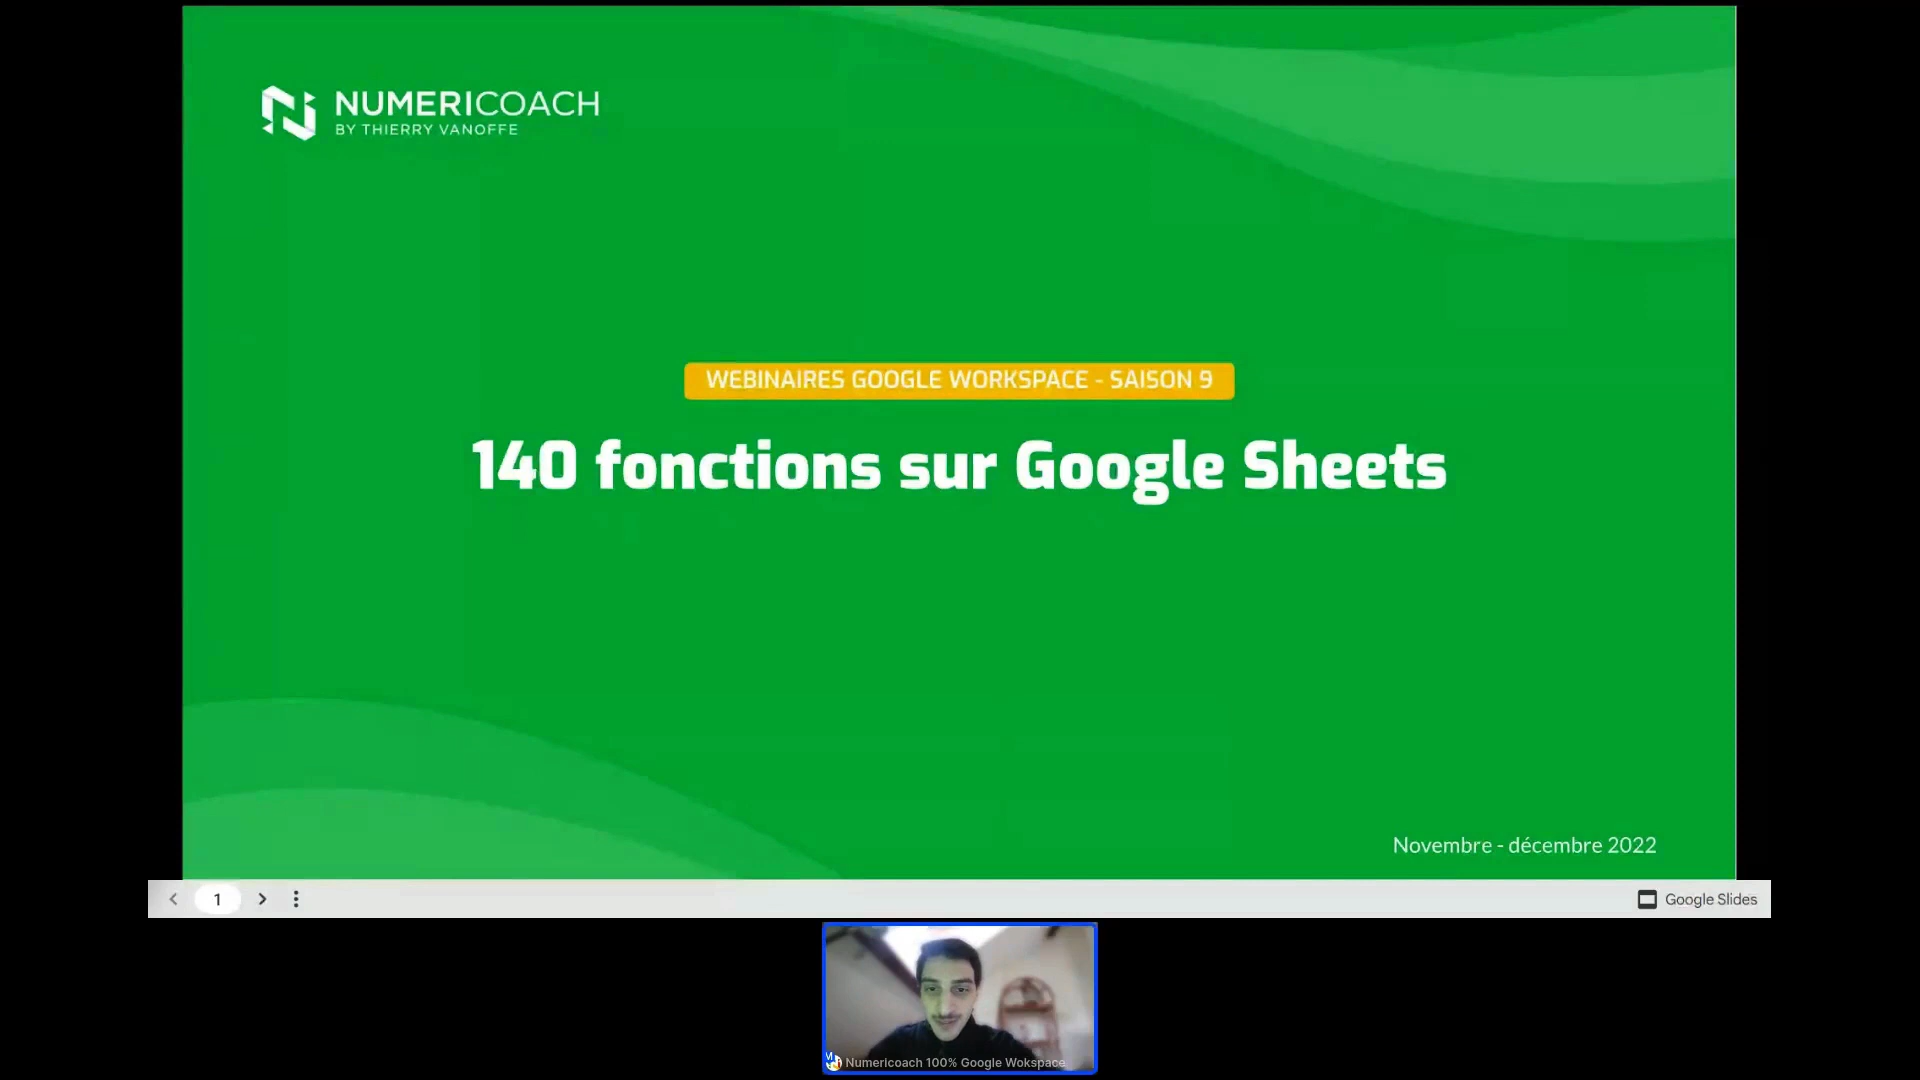 NUMERICOACH
BY THIERRY VANOFFE
WEBINAIRES GOOGLE WORKSPACE - SAISON 9
140 fonctions sur Google Sheets
Novembre - décembre 2022
1
Google Slides
Numericoach 100% Google Wokspace